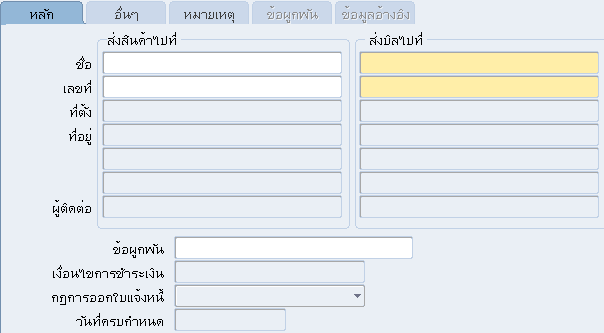 หลัก อื่นๆ หมายเหตุ ข้อผูกพัน ข้อมูลอ้างอิง
ส่งสินค้าไปที่ ส่งบิลไปที่
ชื่อ
เลขที่
ที่ตั้ง
ที่อยู่
ผู้ติดต่อ
ข้อผูกพัน
เงื่อนไขการชำระเงิน
กฎการออกใบแจ้งหนี้
วันที่ครบกำหนด